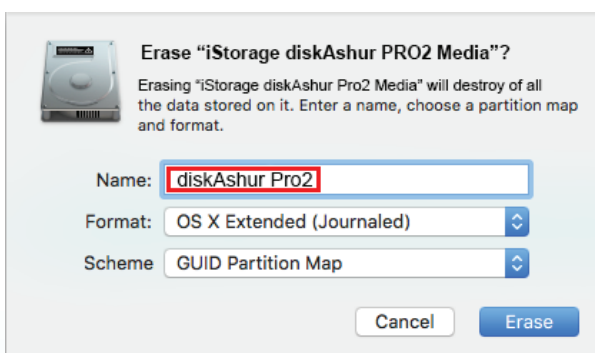 Erase “iStorage diskAshur PRO2 Media”?
Erasing “iStorage diskAshur Pro2 Media” will destroy of all
the data stored on it. Enter a name, choose a partition map
and format.
Name: diskAshur Pro2
Format: OS X Extended (Journaled)
Scheme GUID Partition Map
Cancel Erase